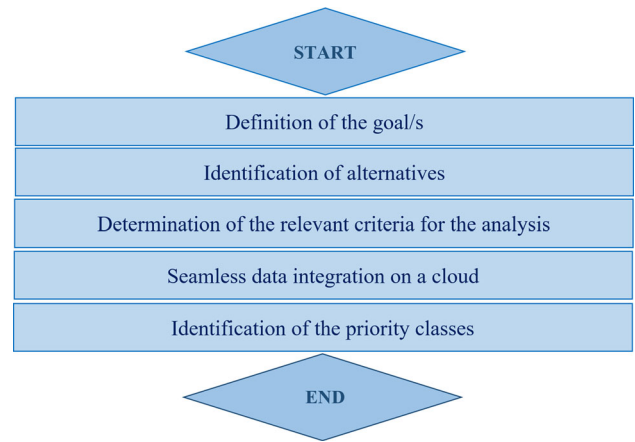 START
Definition of the goal/s
Identification of alternatives
Determination of the relevant criteria for the analysis
Seamless data integration on a cloud
Identification of the priority classes
END